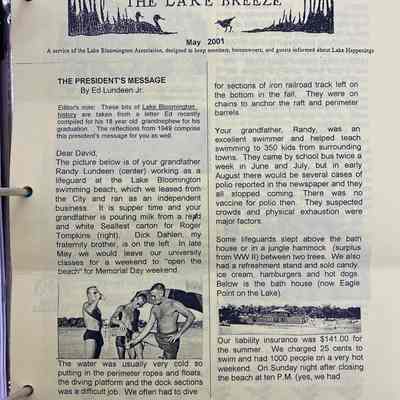 THE LAKE BREEZE
May 2001
A service of the Lake Bloomington Association, designed to keep members, homeowners, and guests informed about Lake Happenings
THE PRESIDENT'S MESSAGE
By Ed Lundeen Jr.
Editor's note: These bits of Lake Bloomington
history are taken from a letter Ed recently
compiled for his 18 year old grandnephew for his
graduation. The reflections from 1949 comprise
this president's message for you as well.
Dear David,
The picture below is of your grandfather
Randy Lundeen (center) working as a
lifeguard at the Lake Bloomington
swimming beach, which we leased from
the City and ran as an independent
business. It is supper time and your
grandfather is pouring milk from a red
and white Sealtest carton for Roger
Tompkins (right). Dick Dahlen, my
fraternity brother, is on the left. In late
May we would leave our university
classes for a weekend to "open the
beach" for Memorial Day weekend.
The water was usually very cold so
putting in the perimeter ropes and floats,
the diving platform and the dock sections
was a difficult job. We often had to dive
for sections of iron railroad track left on
the bottom in the fall. They were on
chains to anchor the raft and perimeter
barrels.
Your grandfather, Randy, was an
excellent swimmer and helped teach
swimming to 350 kids from surrounding
towns. They came by school bus twice a
week in June and July, but in early
August there would be several cases of
polio reported in the newspaper and they
all stopped coming. There was no
vaccine for polio then. They suspected
crowds and physical exhaustion were
major factors.
Some lifeguards slept above the bath
house or in a jungle hammock (surplus
from WW II) between two trees. We also
had a refreshment stand and sold candy,
ice cream, hamburgers and hot dogs.
Below is the bath house (now Eagle
Point on the Lake).
Our liability insurance was $141.00 for
the summer. We charged 25 cents to
swim and had 1000 people on a very hot
weekend. On Sunday night after closing
the beach at ten P.M. (yes, we had